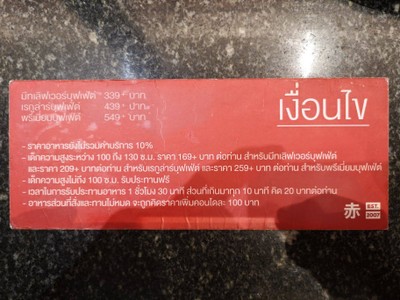 มีทเลิฟเวอร์บุฟเฟ่ต์ 339.- บาท
เรกูล่าร์บุฟเฟ่ต์ 439.- บาท
พรีเมี่ยมบุฟเฟ่ต์ 549.- บาท
เงื่อนไข
- ราคาอาหารยังไม่รวมค่าบริการ 10%
- เด็กความสูงระหว่าง 100 ถึง 130 ซ.ม. ราคา 169+ บาท ต่อท่าน สำหรับมีทเลิฟเวอร์บุฟเฟ่ต์
และราคา 209+ บาทต่อท่าน สำหรับเรกูล่าร์บุฟเฟ่ต์ และราคา 259+ บาทต่อท่าน สำหรับพรีเมี่ยมบุฟเฟ่ต์
- เด็กความสูงไม่ถึง 100 ซ.ม. รับประทานฟรี
- เวลาในการรับประทานอาหาร 1 ชั่วโมง 30 นาที ส่วนที่เกินมาทุก 10 นาที คิด 20 บาทต่อท่าน
- อาหารส่วนที่สั่งและทานไม่หมด จะถูกคิดราคาเพิ่มคอนโดละ 100 บาท
赤 EST. 2007